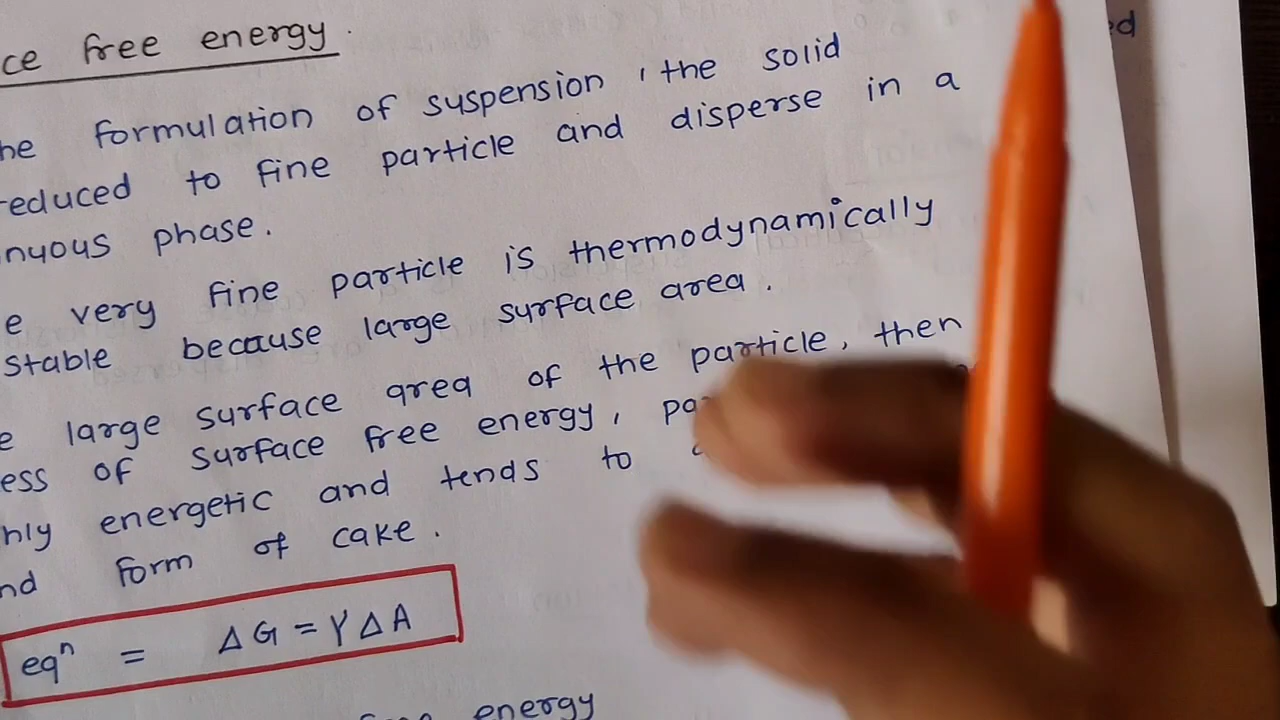 ce free energy.
he formulation of suspension, the solid
reduced to fine particle and disperse in a
nuous phase.
e very fine particle is thermodynamically
stable because large surface area.
e large surface area of the particle, then
ess of surface free energy,
hly energetic and tends to
nd form of cake.
eqⁿ = ΔG = γΔA
energy
ed